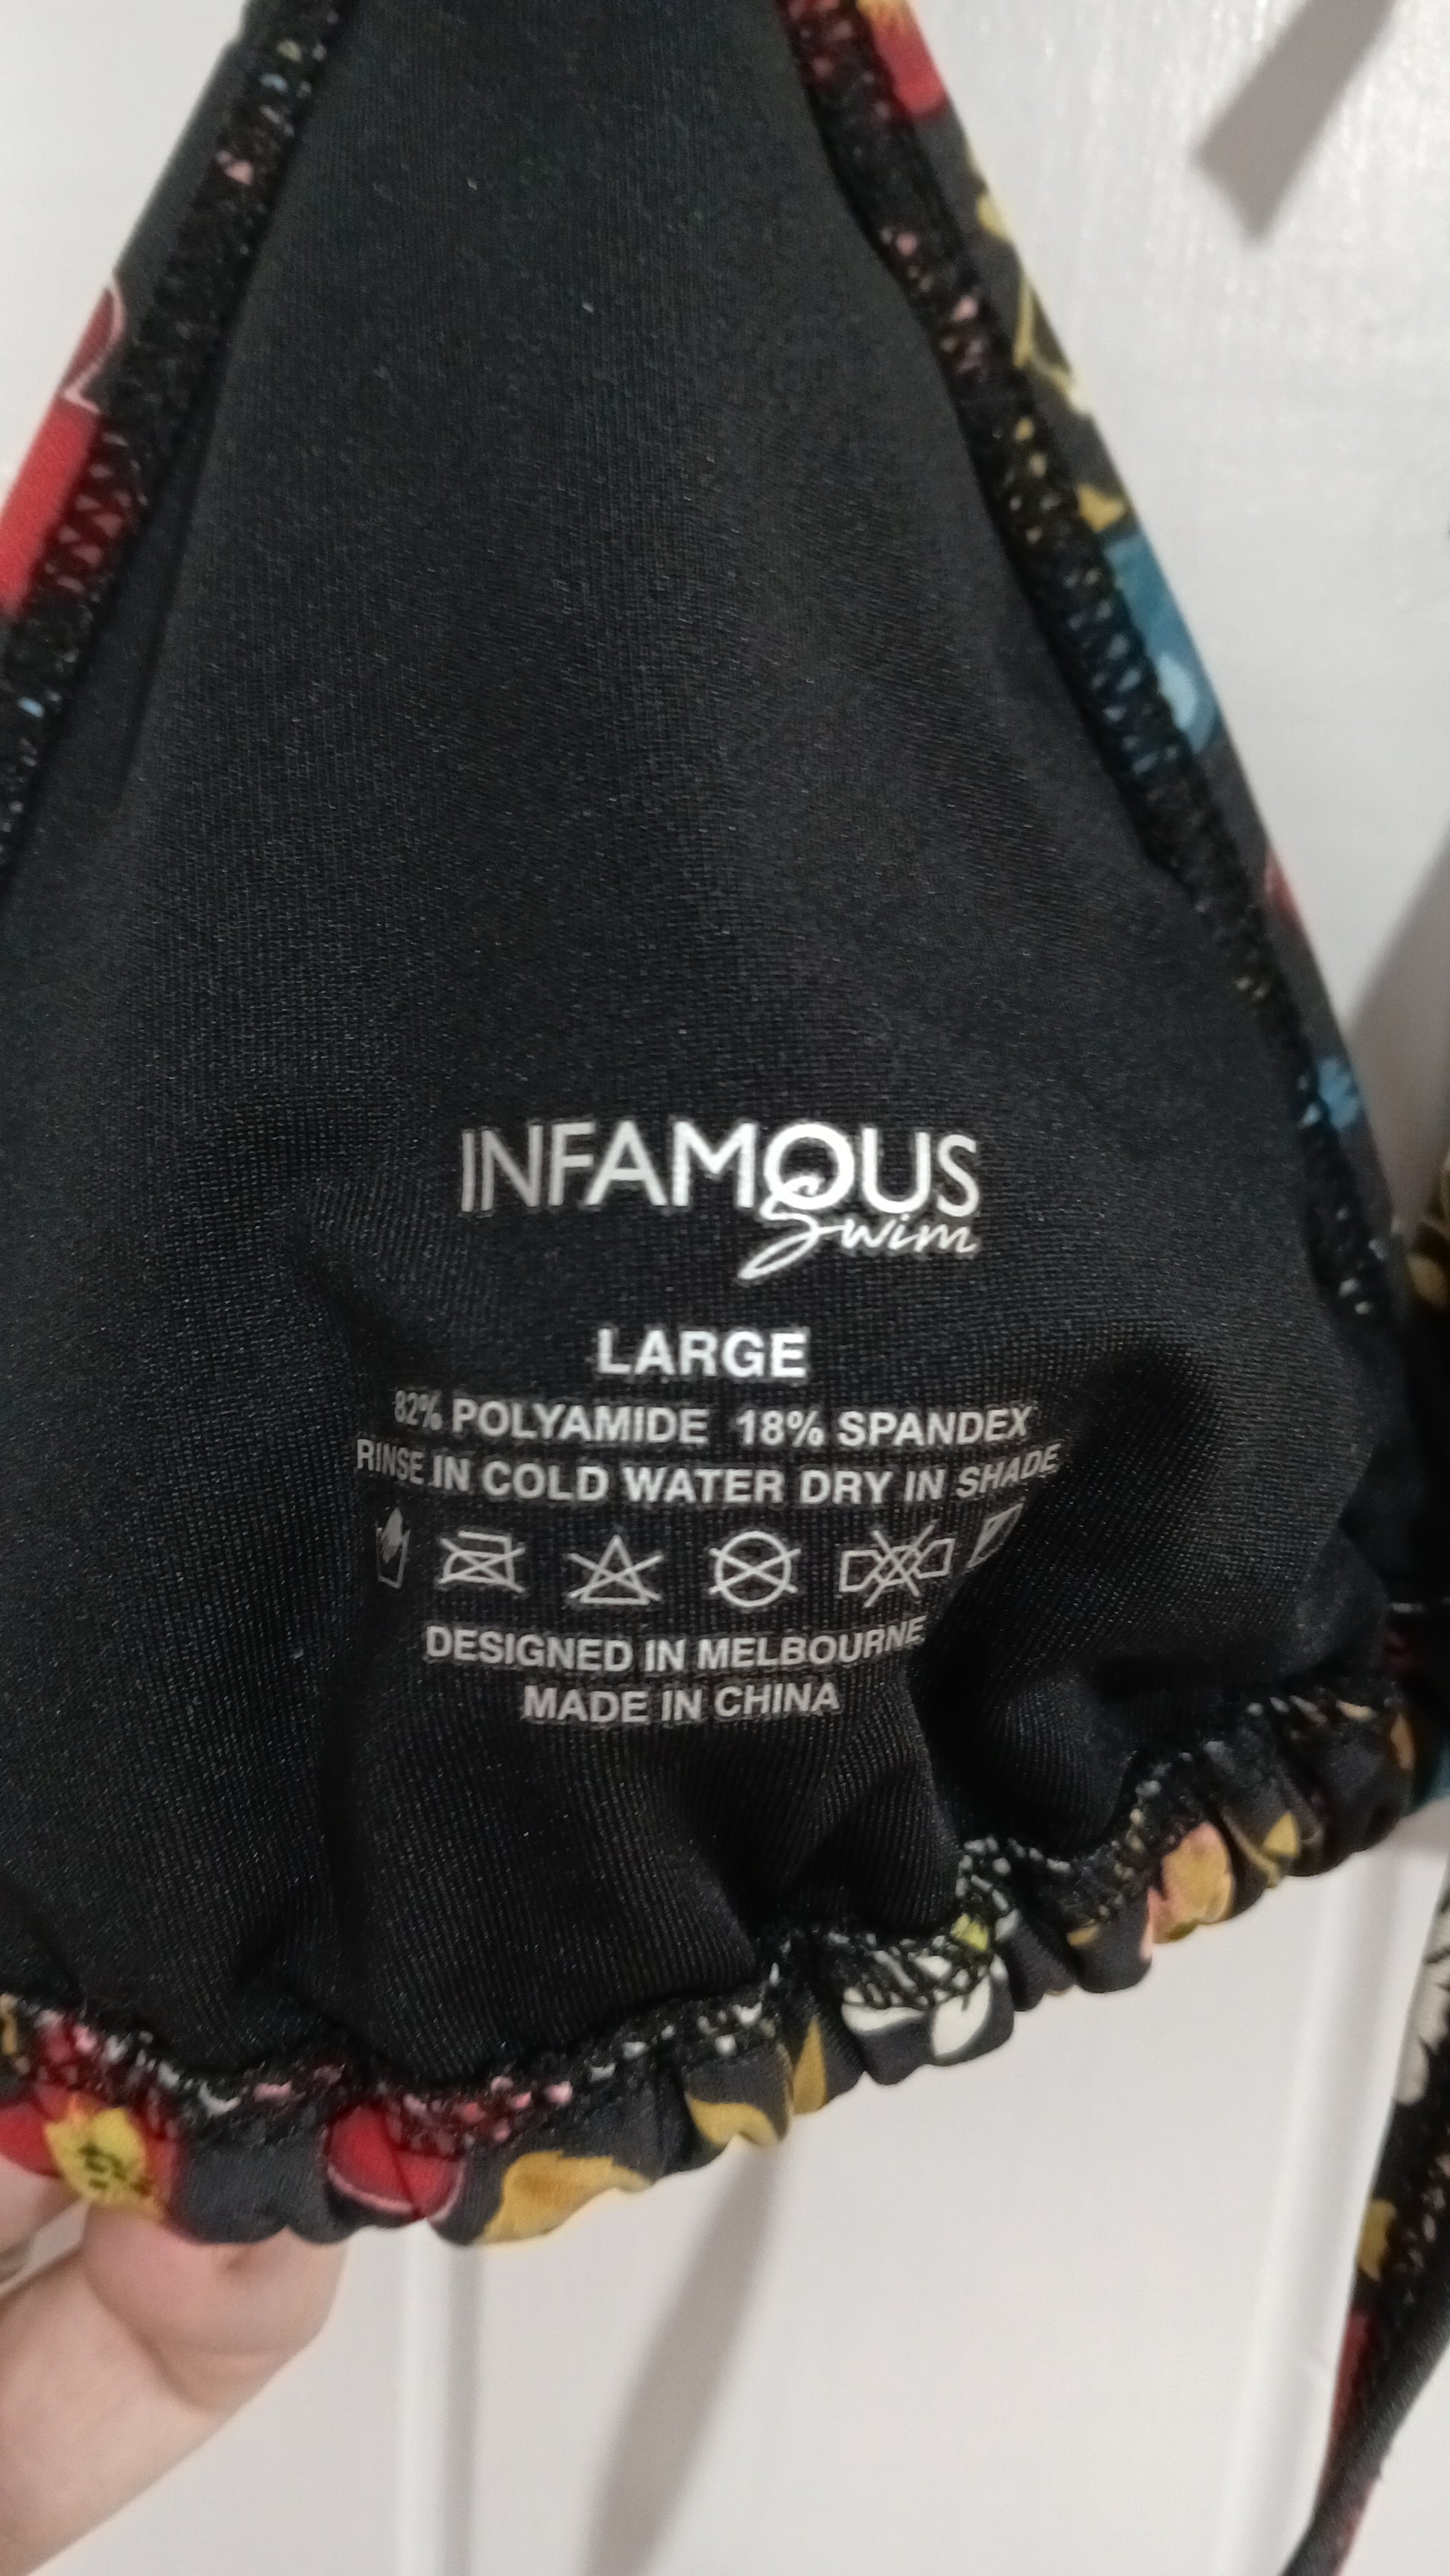 INFAMOUS
Swim
LARGE
82% POLYAMIDE 18% SPANDEX
RINSE IN COLD WATER DRY IN SHADE
DESIGNED IN MELBOURNE
MADE IN CHINA